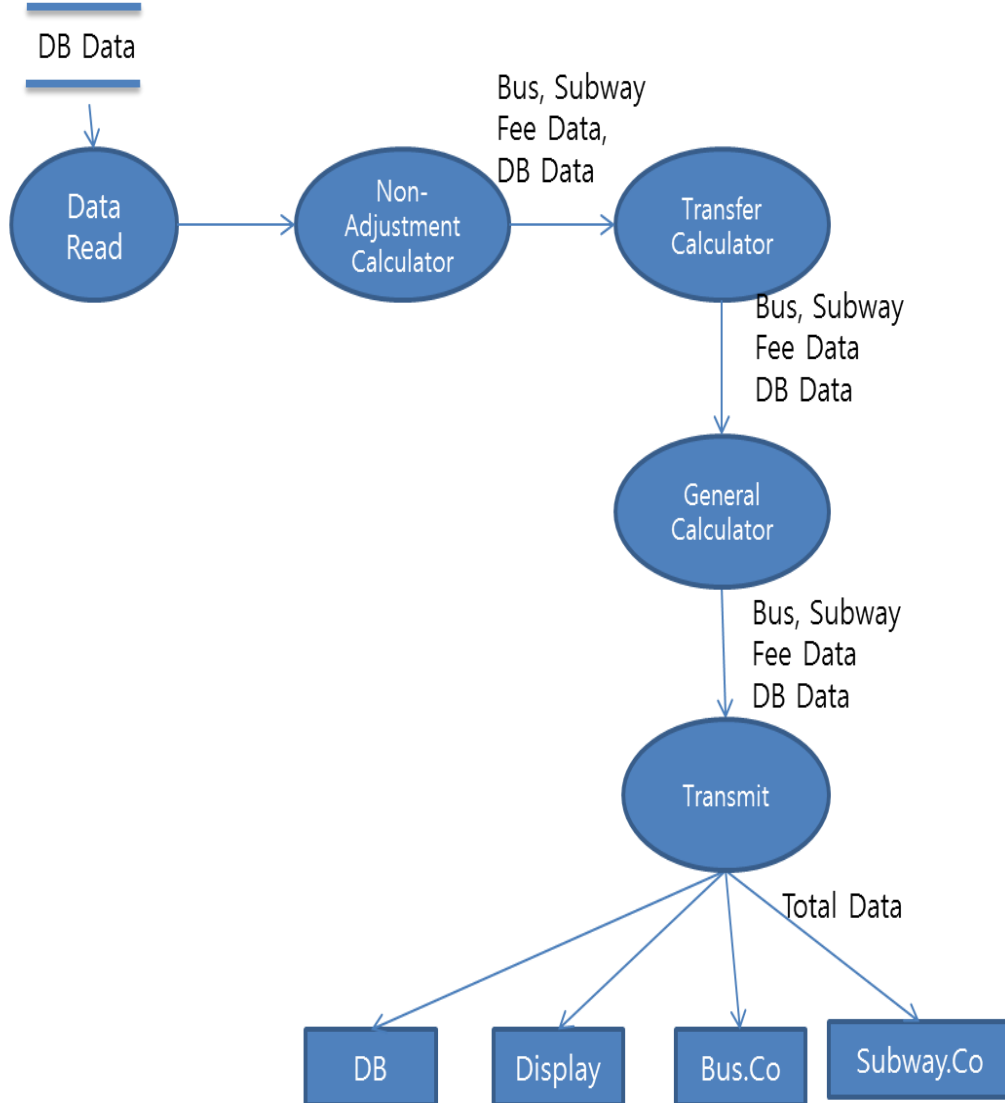 DB Data
Bus, Subway
Fee Data,
DB Data
Data
Read
Non-
Adjustment
Calculator
Transfer
Calculator
Bus, Subway
Fee Data
DB Data
General
Calculator
Bus, Subway
Fee Data
DB Data
Transmit
Total Data
DB
Display
Bus.Co
Subway.Co